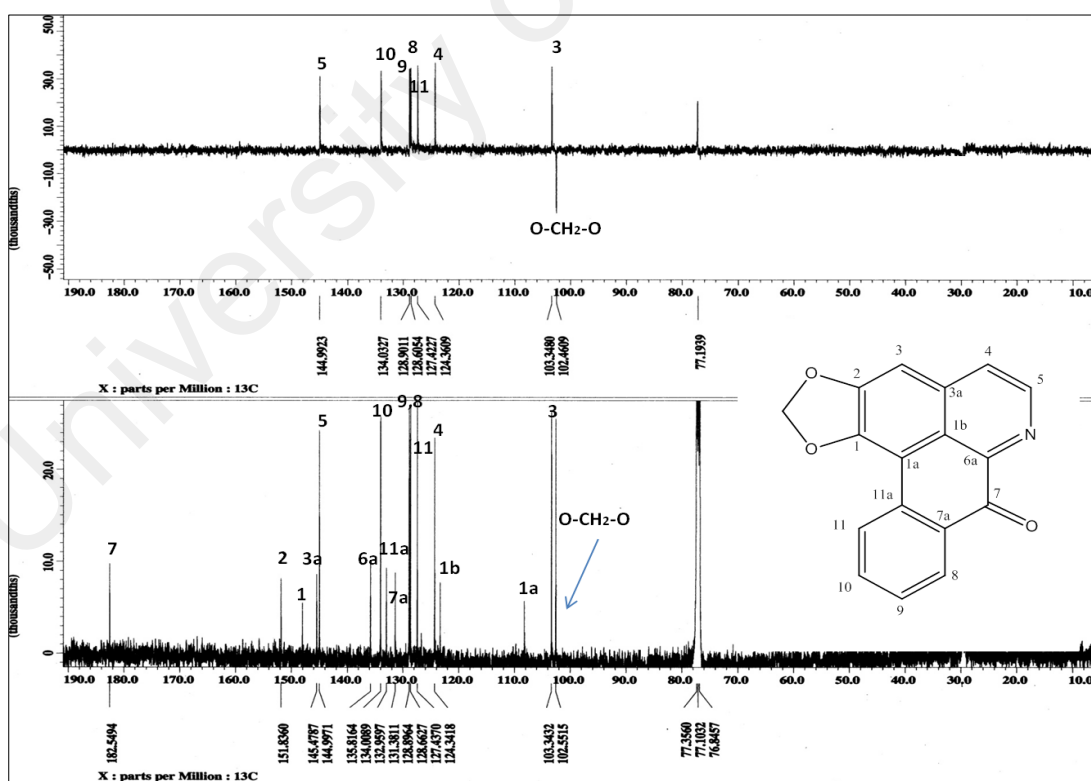 University o
50.0
30.0
10.0
-10.0
-30.0
-50.0
(thousandths)
5
10
9
8
11
4
3
O-CH2-O
190.0 180.0 170.0 160.0 150.0 140.0 130.0 120.0 110.0 100.0 90.0 80.0 70.0 60.0 50.0 40.0 30.0 20.0 10.0
144.9923
134.0327
128.9011
128.6054
127.4227
124.3609
103.3480
102.4609
77.1939
X : parts per Million : 13C
20.0
10.0
0
(thousandths)
7
2
1
3a
5
6a
10
11a
7a
9,8
11
4
1b
1a
3
O-CH2-O
190.0 180.0 170.0 160.0 150.0 140.0 130.0 120.0 110.0 100.0 90.0 80.0 70.0 60.0 50.0 40.0 30.0 20.0 10.0
182.5494
151.8360
145.4787
144.9971
135.8164
134.0089
132.9597
131.3811
128.8964
128.6627
127.4370
124.3418
103.3432
102.5515
77.3560
77.1032
76.8457
X : parts per Million : 13C
3
4
O
2
3a
5
1b
N
O
1
1a
6a
11a
7
7a
O
11
10
8
9